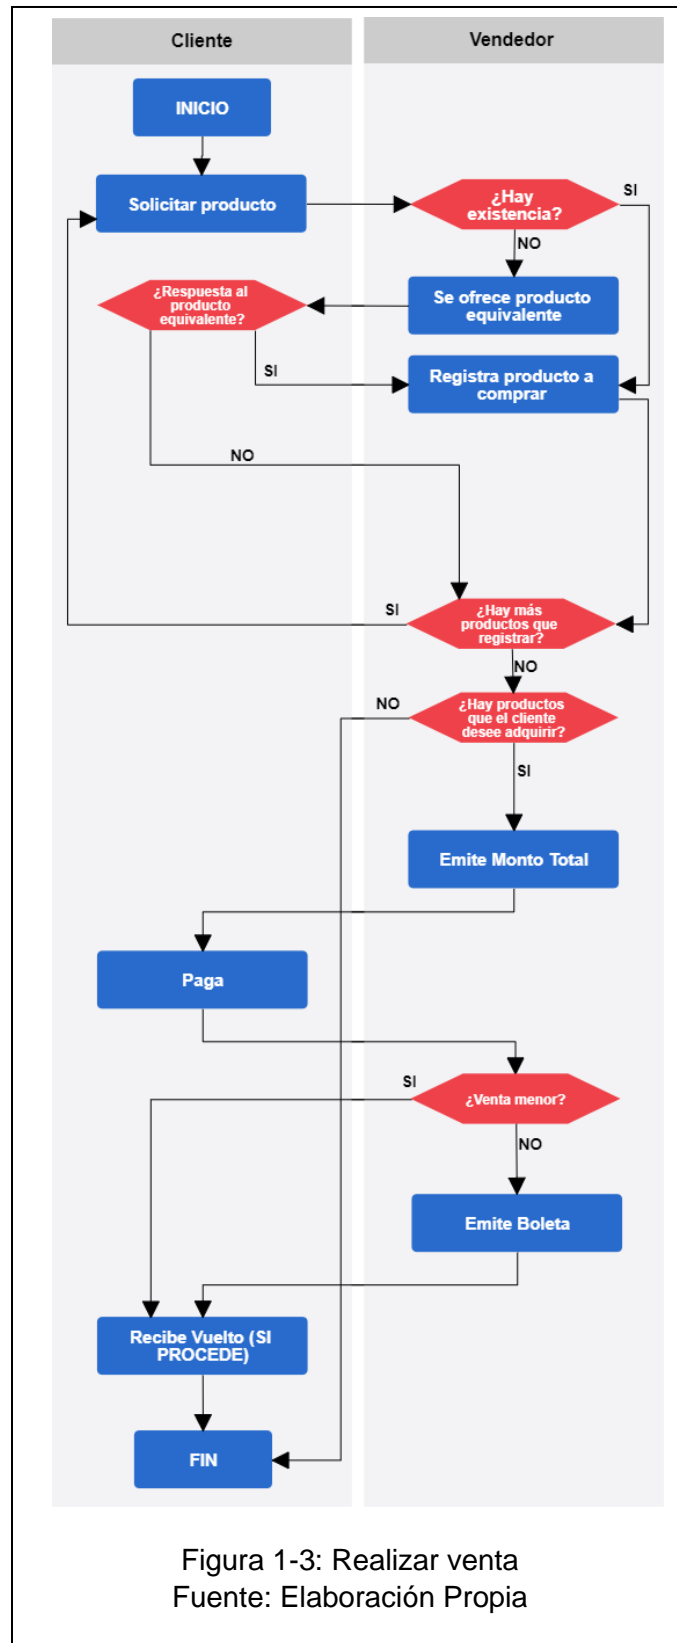 Cliente
Vendedor
INICIO
Solicitar producto
¿Hay
existencia?
SI
NO
¿Respuesta al
producto
equivalente?
Se ofrece producto
equivalente
SI
Registra producto a
comprar
NO
SI
¿Hay más
productos que
registrar?
NO
NO
¿Hay productos
que el cliente
desee adquirir?
SI
Emite Monto Total
Paga
SI
¿Venta menor?
NO
Emite Boleta
Recibe Vuelto (SI
PROCEDE)
FIN
Figura 1-3: Realizar venta
Fuente: Elaboración Propia